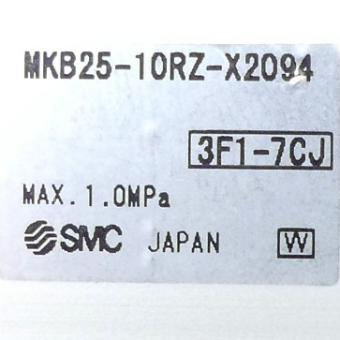 MKB25-10RZ-X2094
3F1-7CJ
MAX.1.0MPa
SMC JAPAN W